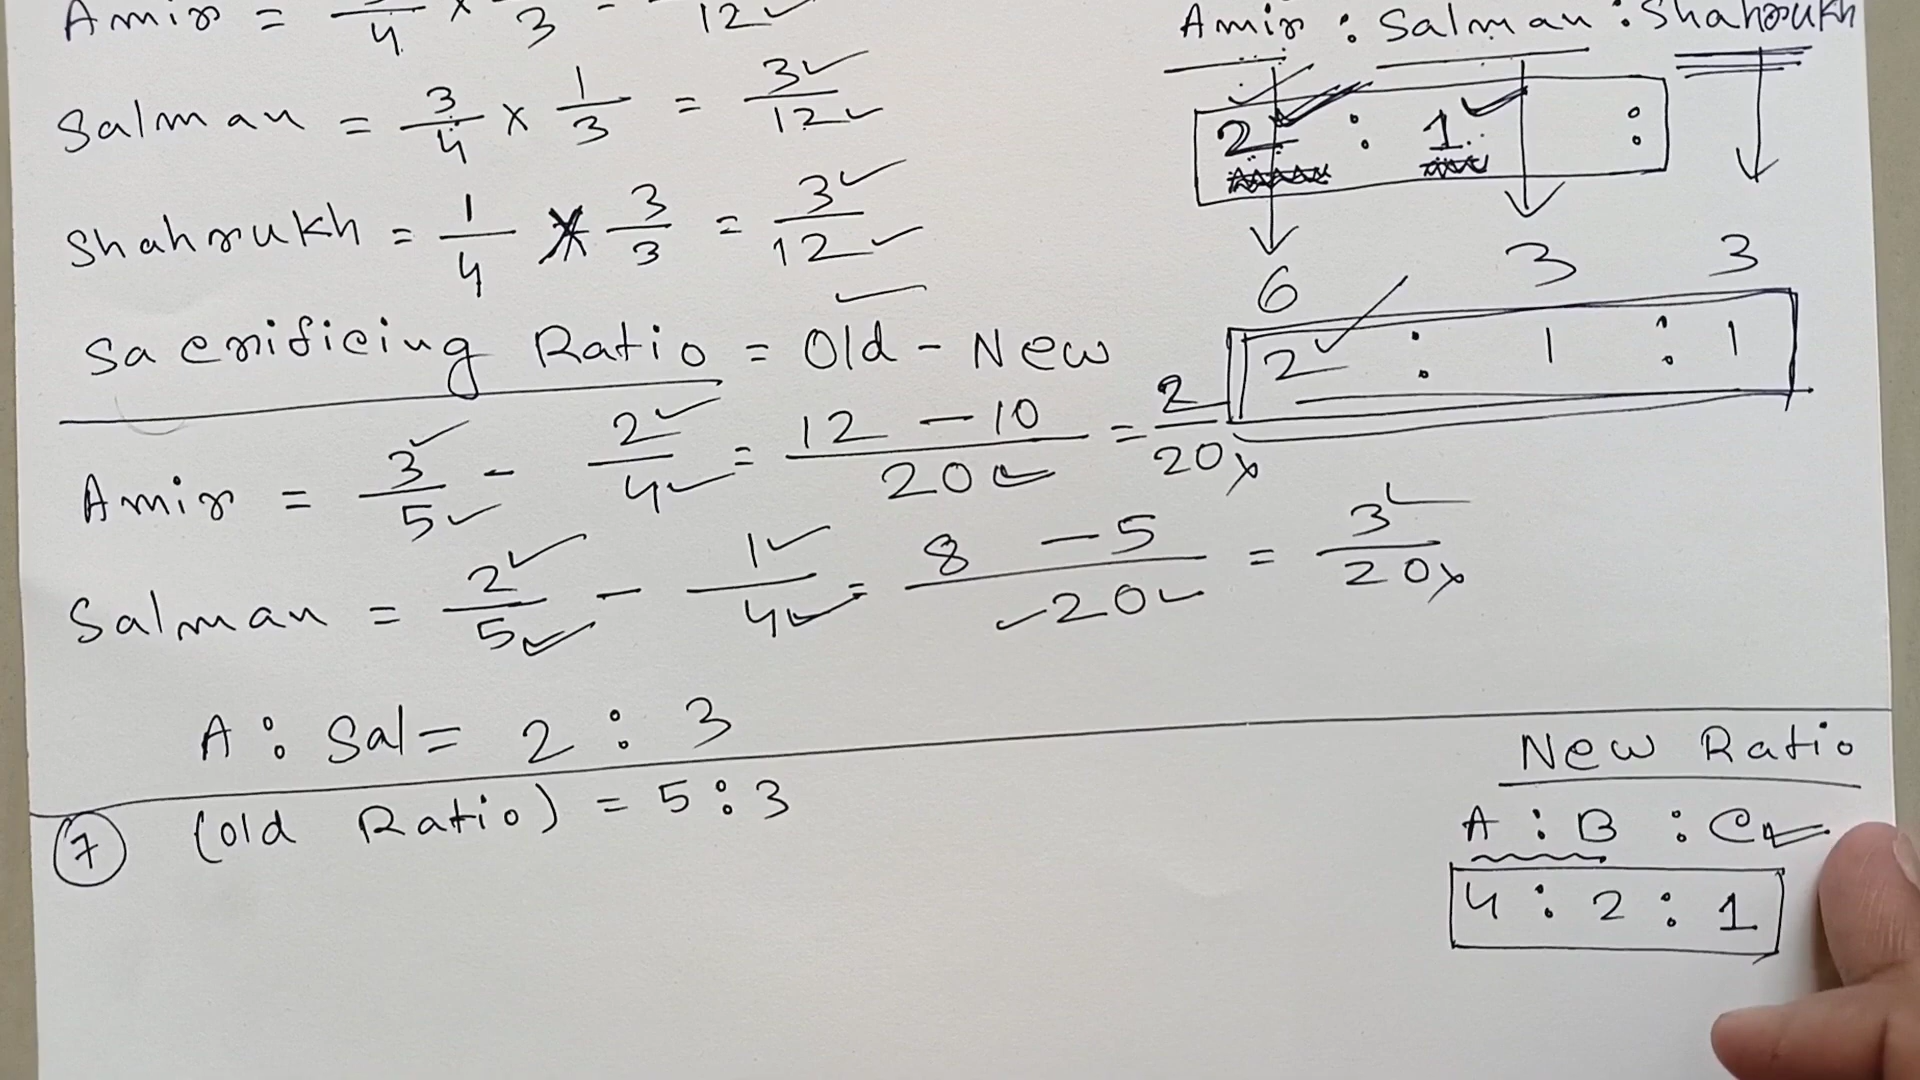 Amir = /4 × /3 = /12
Amir : Salman : Shahrukh
Salman = 3/4 × 1/3 = 3/12
2 : 1 :
Shahrukh = 1/4 × 3/3 = 3/12
6 3 3
2 : 1 : 1
Sacrificing Ratio = Old - New
Amir = 3/5 - 2/4 = 12 - 10/20 = 2/20
Salman = 2/5 - 1/4 = 8 - 5/20 = 3/20
A : Sal = 2 : 3
7 (old Ratio) = 5 : 3
New Ratio
A : B : C
4 : 2 : 1